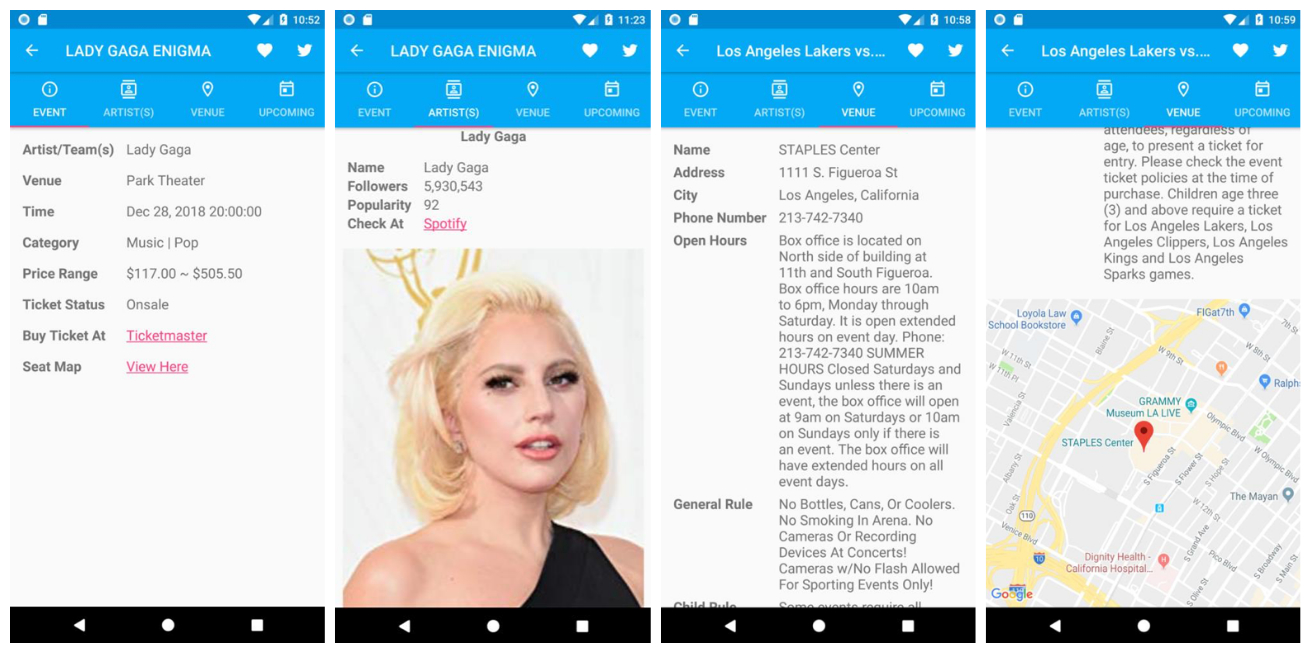 10:52
LADY GAGA ENIGMA
EVENT ARTIST(S) VENUE UPCOMING
Artist/Team(s) Lady Gaga
Venue Park Theater
Time Dec 28, 2018 20:00:00
Category Music | Pop
Price Range $117.00 ~ $505.50
Ticket Status Onsale
Buy Ticket At Ticketmaster
Seat Map View Here
11:23
LADY GAGA ENIGMA
EVENT ARTIST(S) VENUE UPCOMING
Lady Gaga
Name Lady Gaga
Followers 5,930,543
Popularity 92
Check At Spotify
10:58
Los Angeles Lakers vs....
EVENT ARTIST(S) VENUE UPCOMING
Name STAPLES Center
Address 1111 S. Figueroa St
City Los Angeles, California
Phone Number 213-742-7340
Open Hours Box office is located on
North side of building at
11th and South Figueroa.
Box office hours are 10am
to 6pm, Monday through
Saturday. It is open extended
hours on event day. Phone:
213-742-7340 SUMMER
HOURS Closed Saturdays and
Sundays unless there is an
event, the box office will open
at 9am on Saturdays or 10am
on Sundays only if there is
an event. The box office will
have extended hours on all
event days.
General Rule No Bottles, Cans, Or Coolers.
No Smoking In Arena. No
Cameras Or Recording
Devices At Concerts!
Cameras w/No Flash Allowed
For Sporting Events Only!
Child Rule Some events require all
10:59
Los Angeles Lakers vs....
EVENT ARTIST(S) VENUE UPCOMING
attendees, regardless of
age, to present a ticket for
entry. Please check the event
ticket policies at the time of
purchase. Children age three
(3) and above require a ticket
for Los Angeles Lakers, Los
Angeles Clippers, Los Angeles
Kings and Los Angeles
Sparks games.
Loyola Law
School Bookstore
FIGat7th
7th St
Blaine St
W 9th St
W 8th St
W 11th St
W 11th Pl
Ralphs
Valencia St
GRAMMY
Museum LA LIVE
Olympic Blvd
STAPLES Center
W Olympic Blvd
Albany St
S Figueroa St
S Flower St
S Hope St
The Mayan
Oak St
110
W 12th St
Venice Blvd
S Grand Ave
Pico Blvd
S Broadway
S Main St
10
Dignity Health -
California Hospital...
S Olive St
Google